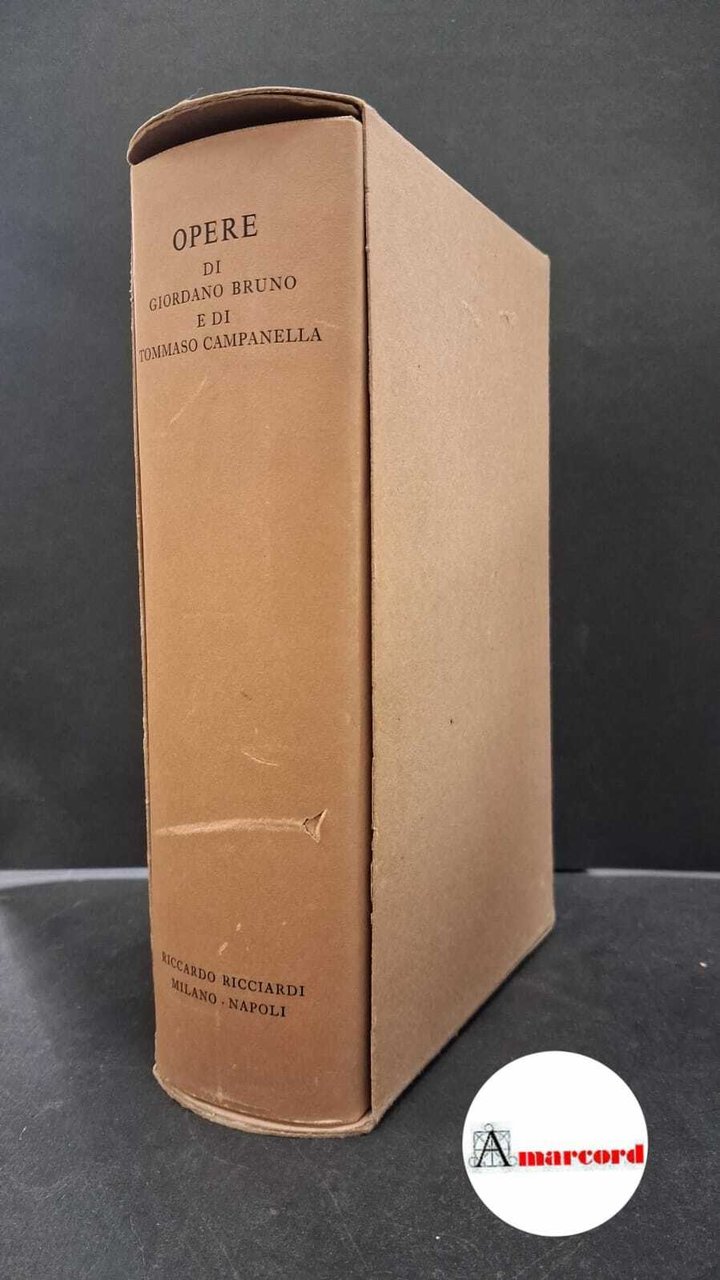 OPERE
DI
GIORDANO BRUNO
E DI
TOMMASO CAMPANELLA
RICCARDO RICCIARDI
MILANO · NAPOLI
Amarcord